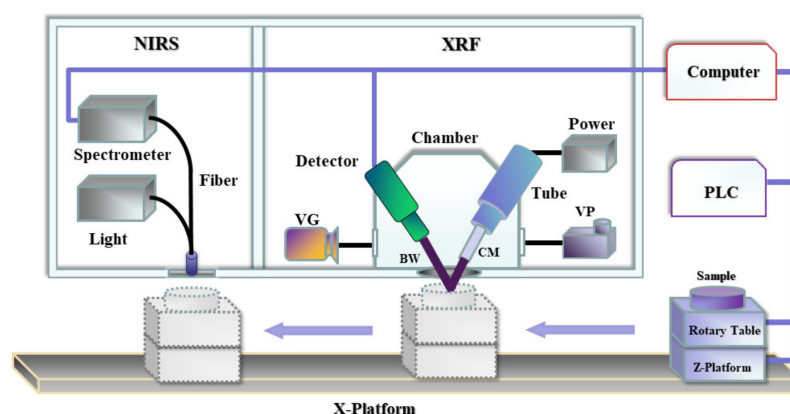 NIRS
XRF
Computer
Spectrometer
Fiber
Light
Detector
Chamber
Power
Tube
VG
VP
BW
CM
PLC
Sample
Rotary Table
Z-Platform
X-Platform